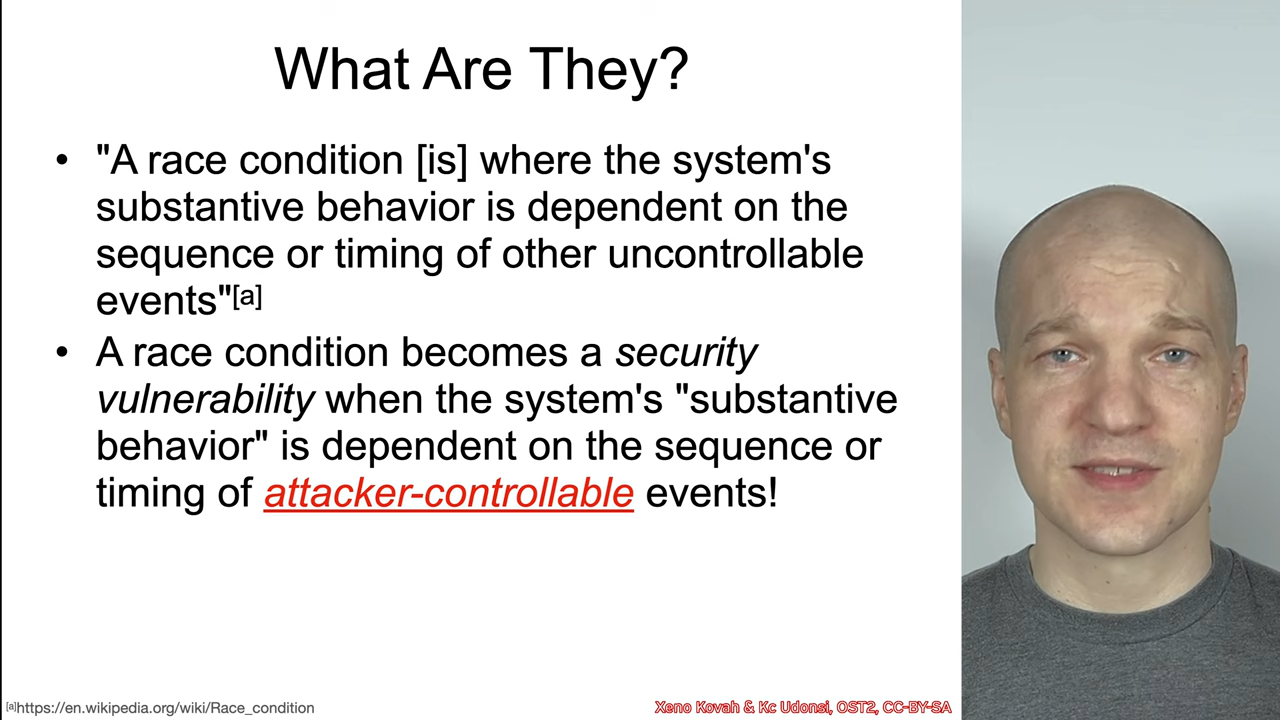 What Are They?
• "A race condition [is] where the system's
substantive behavior is dependent on the
sequence or timing of other uncontrollable
events"[a]
• A race condition becomes a security
vulnerability when the system's "substantive
behavior" is dependent on the sequence or
timing of attacker-controllable events!
[a]https://en.wikipedia.org/wiki/Race_condition
Xeno Kovah & Kc Udonsi, OST2, CC-BY-SA